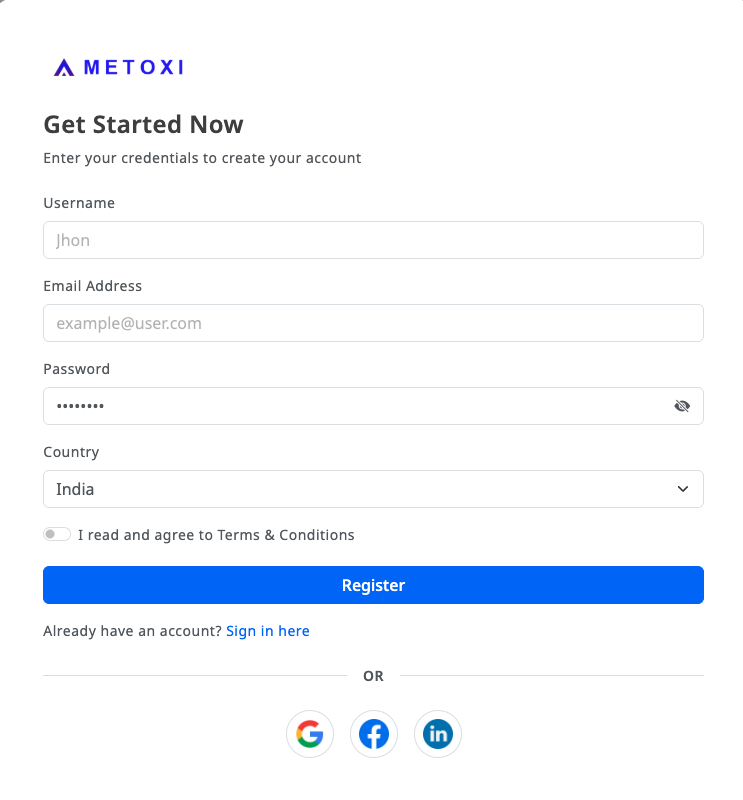 METOXI
Get Started Now
Enter your credentials to create your account
Username
Jhon
Email Address
example@user.com
Password
••••••••
Country
India
I read and agree to Terms & Conditions
Register
Already have an account? Sign in here
OR
in